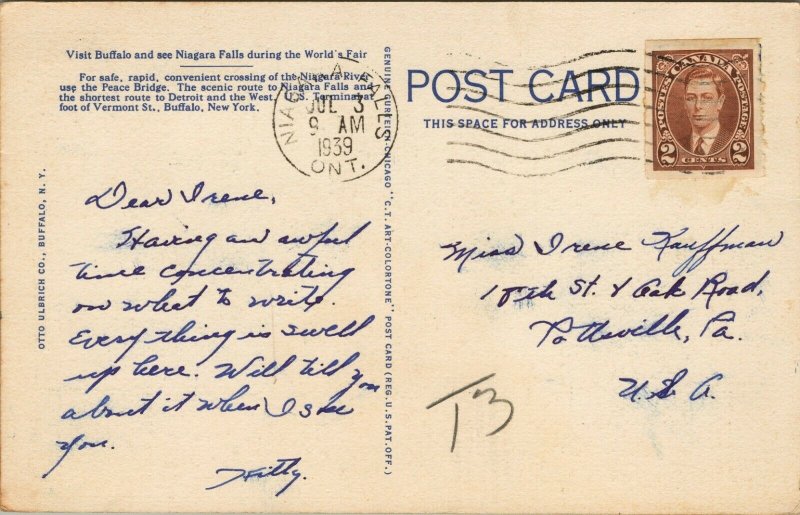 Visit Buffalo and see Niagara Falls during the World's Fair
For safe, rapid, convenient crossing of the Niagara River
use the Peace Bridge. The scenic route to Niagara Falls and
the shortest route to Detroit and the West. U.S. Terminal at
foot of Vermont St., Buffalo, New York.
NIAGARA FALLS
JUL 3
9 AM
1939
ONT.
Dear Irene,
Having an awful
time concentrating
on what to write.
Everything is swell
up here. Will tell you
about it when I see
you.
OTTO ULBRICH CO., BUFFALO, N. Y.
GENUINE CURTEICH-CHICAGO "C.T. ART-COLORTONE" POST CARD (REG. U.S. PAT. OFF.)
POST CARD
THIS SPACE FOR ADDRESS ONLY
CANADA
POSTES POSTAGE
2 CENTS 2
Miss Irene Kauffman
18th St. & Oak Road,
Pottsville, Pa.
U.S.A.